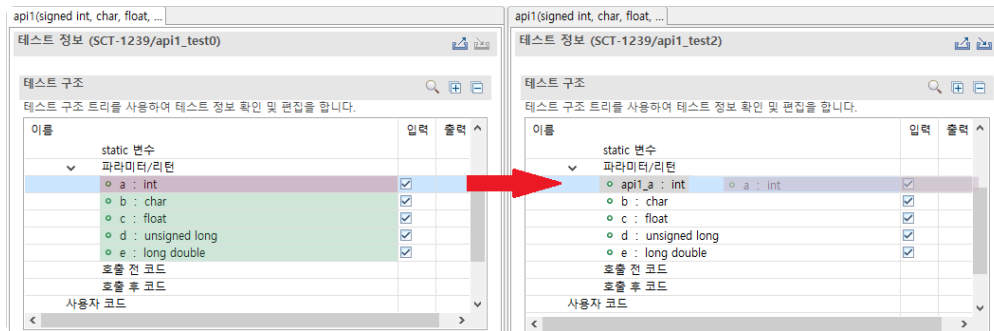 api1(signed int, char, float, ...
테스트 정보 (SCT-1239/api1_test0)
테스트 구조
테스트 구조 트리를 사용하여 테스트 정보 확인 및 편집을 합니다.
이름 입력 출력
static 변수
파라미터/리턴
a : int
b : char
c : float
d : unsigned long
e : long double
호출 전 코드
호출 후 코드
사용자 코드
api1(signed int, char, float, ...
테스트 정보 (SCT-1239/api1_test2)
테스트 구조
테스트 구조 트리를 사용하여 테스트 정보 확인 및 편집을 합니다.
이름 입력 출력
static 변수
파라미터/리턴
api1_a : int a : int
b : char
c : float
d : unsigned long
e : long double
호출 전 코드
호출 후 코드
사용자 코드